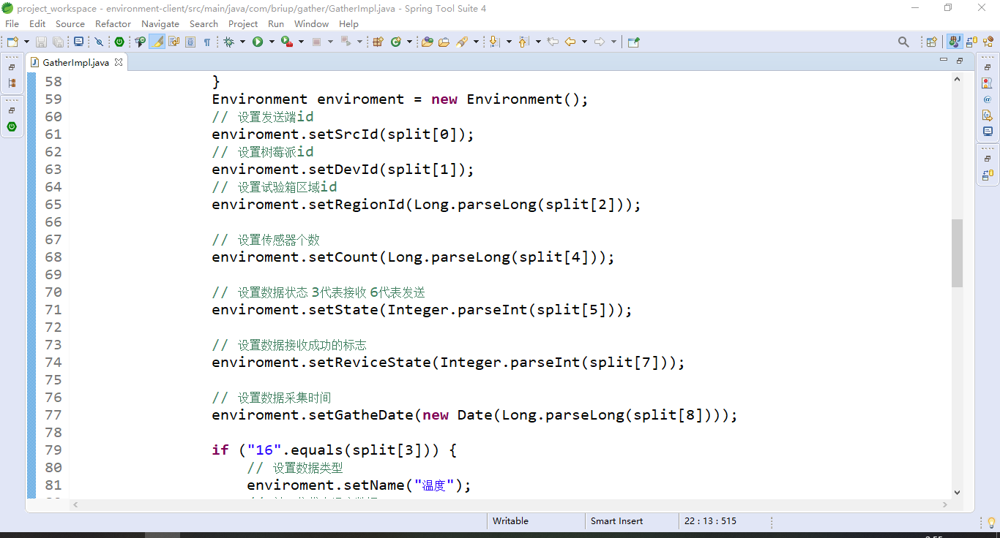 project_workspace - environment-client/src/main/java/com/briup/gather/GatherImpl.java - Spring Tool Suite 4
File Edit Source Refactor Navigate Search Project Run Window Help
GatherImpl.java
58 }
59 Environment enviroment = new Environment();
60 // 设置发送端id
61 enviroment.setSrcId(split[0]);
62 // 设置树莓派id
63 enviroment.setDevId(split[1]);
64 // 设置试验箱区域id
65 enviroment.setRegionId(Long.parseLong(split[2]));
66
67 // 设置传感器个数
68 enviroment.setCount(Long.parseLong(split[4]));
69
70 // 设置数据状态 3代表接收 6代表发送
71 enviroment.setState(Integer.parseInt(split[5]));
72
73 // 设置数据接收成功的标志
74 enviroment.setReviceState(Integer.parseInt(split[7]));
75
76 // 设置数据采集时间
77 enviroment.setGatheDate(new Date(Long.parseLong(split[8])));
78
79 if ("16".equals(split[3])) {
80 // 设置数据类型
81 enviroment.setName("温度");
Writable Smart Insert 22 : 13 : 515